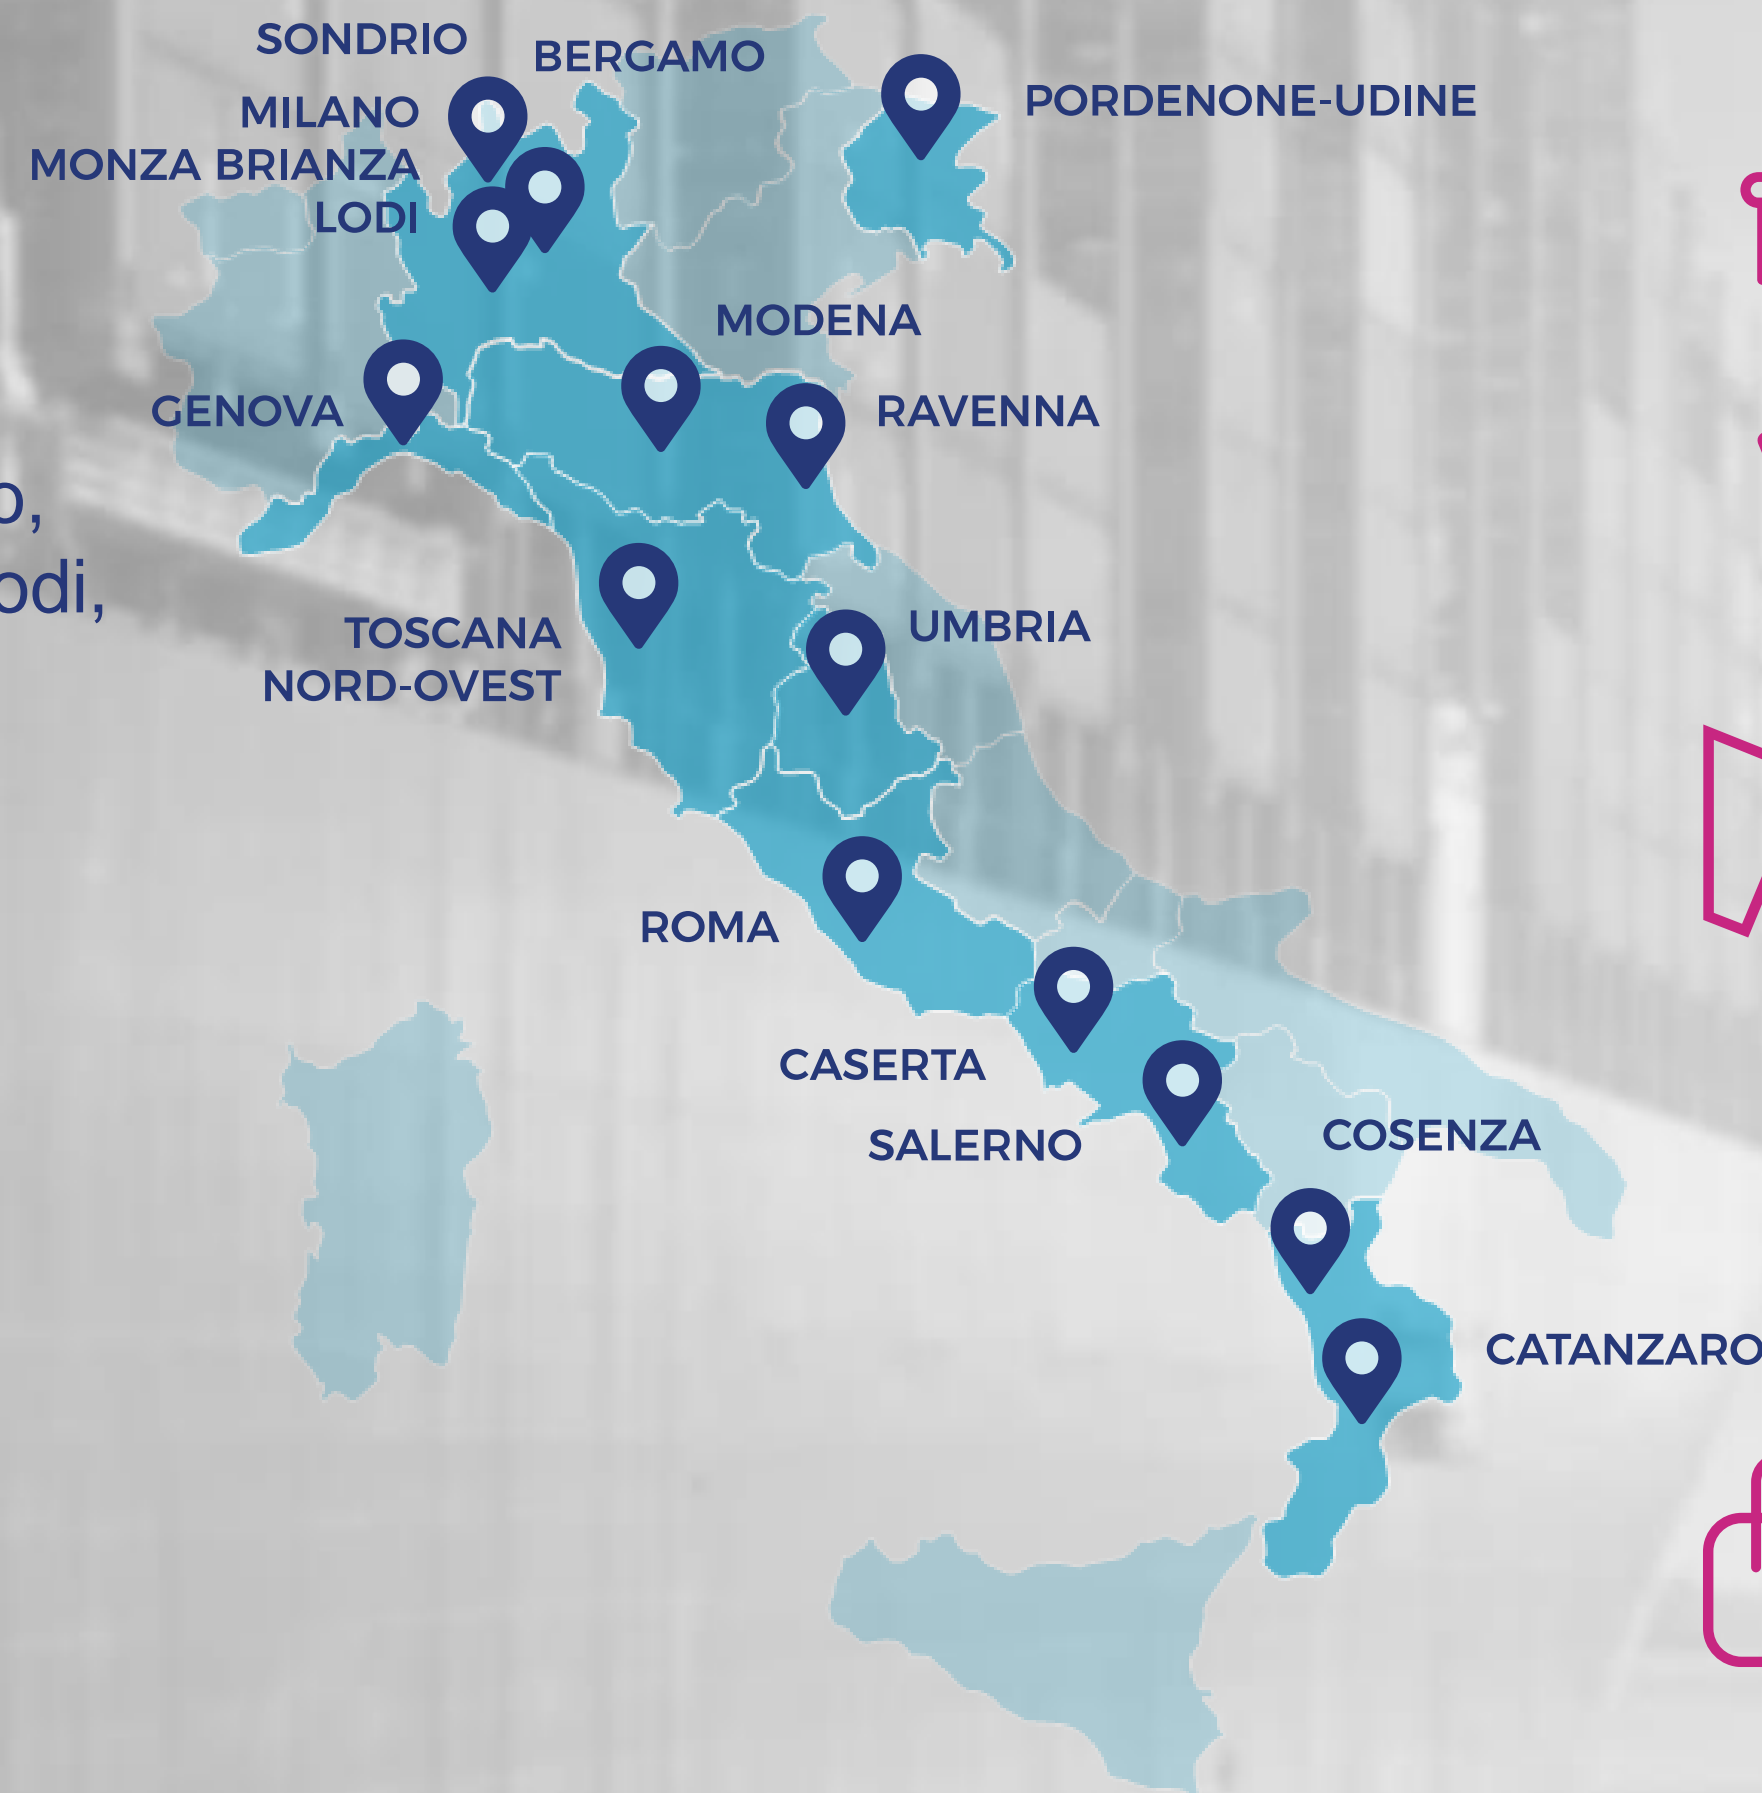 SONDRIO
BERGAMO
MILANO
MONZA BRIANZA
LODI
PORDENONE-UDINE
MODENA
GENOVA
RAVENNA
o,
odi,
TOSCANA
NORD-OVEST
UMBRIA
ROMA
CASERTA
SALERNO
COSENZA
CATANZARO